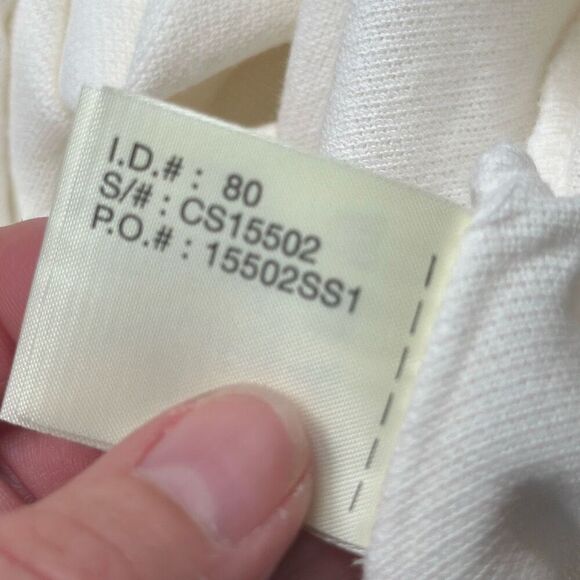 I.D.# : 80
S/# : CS15502
P.O.# : 15502SS1